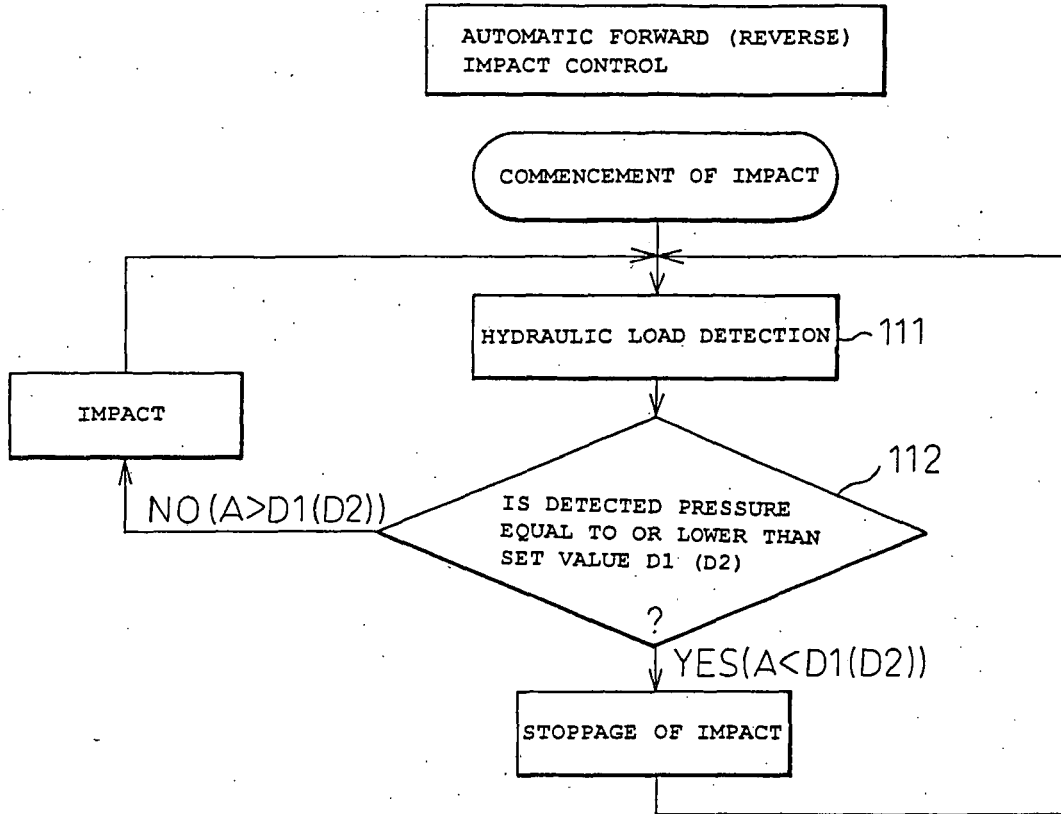 AUTOMATIC FORWARD (REVERSE)
IMPACT CONTROL
COMMENCEMENT OF IMPACT
HYDRAULIC LOAD DETECTION
111
IMPACT
112
NO(A>D1(D2))
IS DETECTED PRESSURE
EQUAL TO OR LOWER THAN
SET VALUE D1 (D2)
?
YES(A<D1(D2))
STOPPAGE OF IMPACT